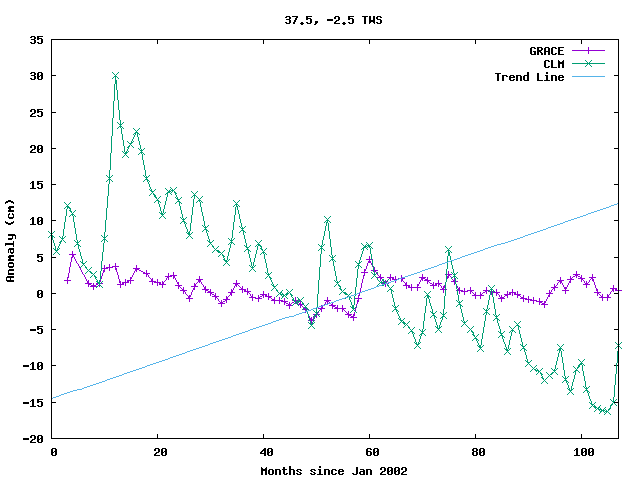 37.5, -2.5 TWS
GRACE
CLM
Trend Line
35
30
25
20
15
10
5
0
-5
-10
-15
-20
Anomaly (cm)
0 20 40 60 80 100
Months since Jan 2002